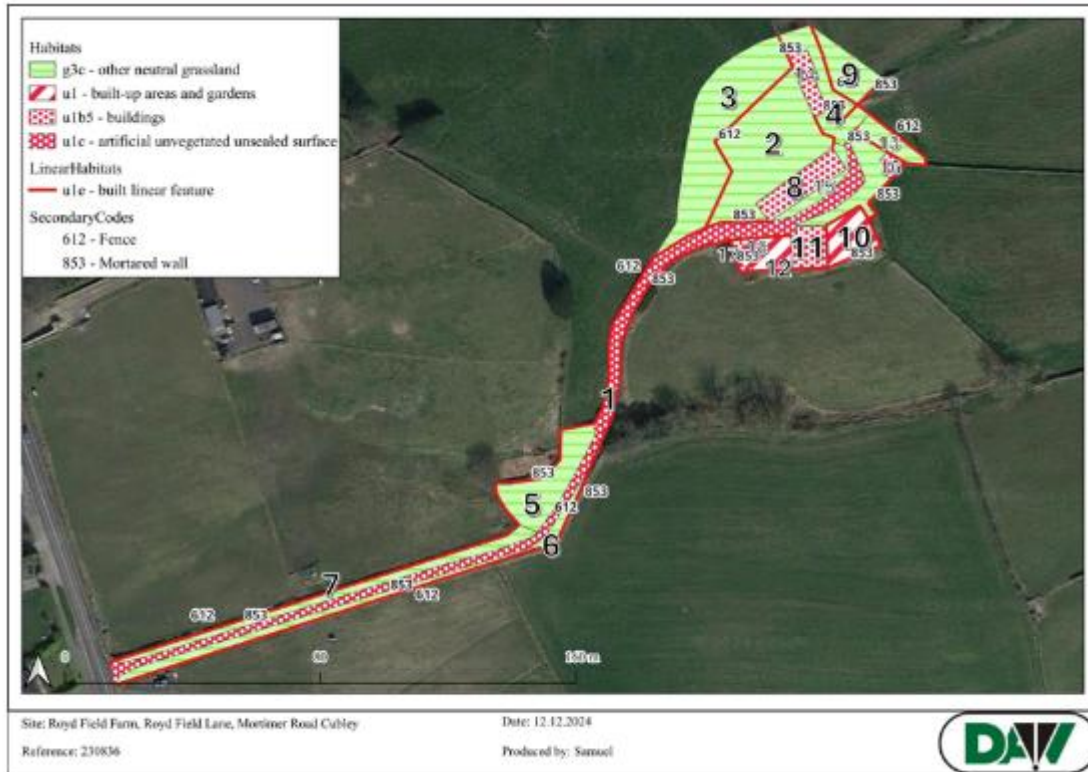 Habitats
g3c - other neutral grassland
u1 - built-up areas and gardens
u1b5 - buildings
u1c - artificial unvegetated unsealed surface
LinearHabitats
u1e - built linear feature
SecondaryCodes
612 - Fence
853 - Mortared wall
853
9
853
3
4
612
612
853
2
8
853
853
10
11
853
853
12
612
853
1
853
5
853
612
6
7
853
612
612
853
0
80
160 m
Site: Royd Field Farm, Royd Field Lane, Mortimer Road Cubley
Date: 12.12.2024
Reference: 230836
Produced by: Samuel
DAW